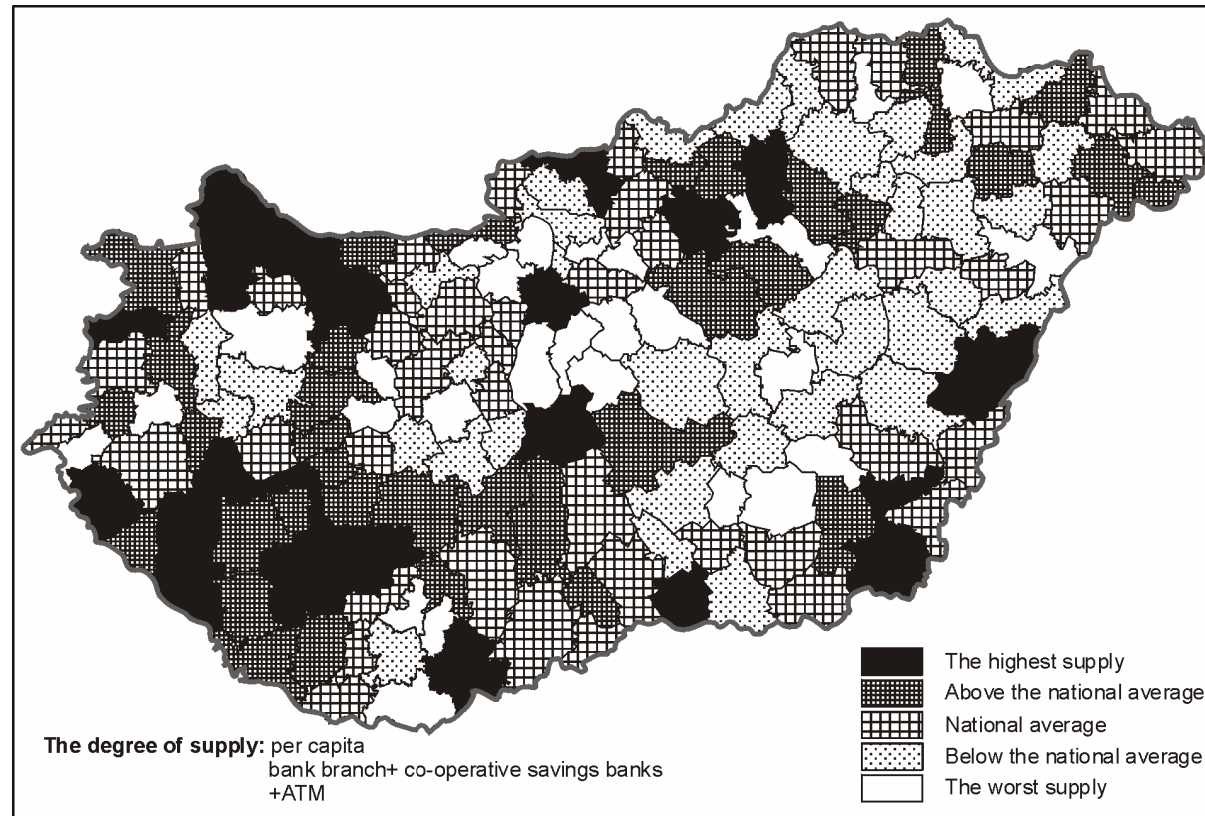 The highest supply
Above the national average
National average
Below the national average
The worst supply
The degree of supply: per capita
bank branch+ co-operative savings banks
+ATM